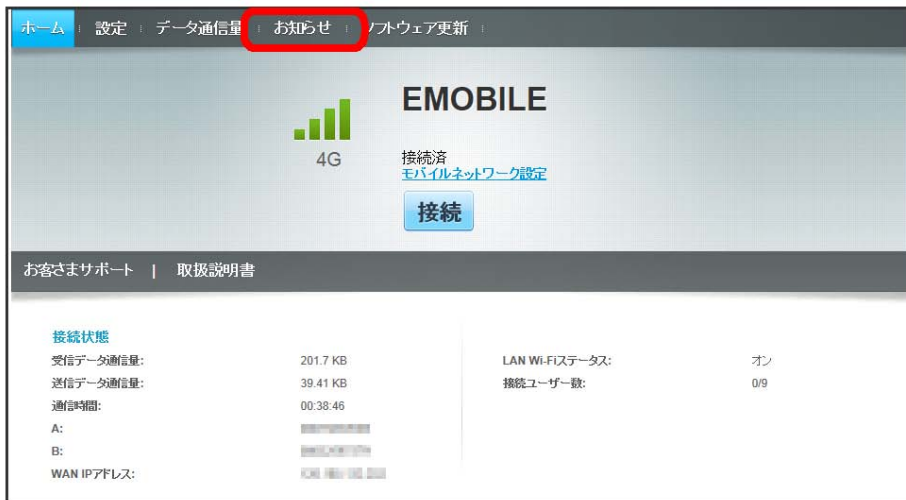 ホーム 設定 データ通信量 お知らせ ソフトウェア更新
EMOBILE
4G
接続済
モバイルネットワーク設定
接続
お客さまサポート | 取扱説明書
接続状態
受信データ通信量: 201.7 KB LAN Wi-Fiステータス: オン
送信データ通信量: 39.41 KB 接続ユーザー数: 0/9
通信時間: 00:38:46
A:
B:
WAN IPアドレス: